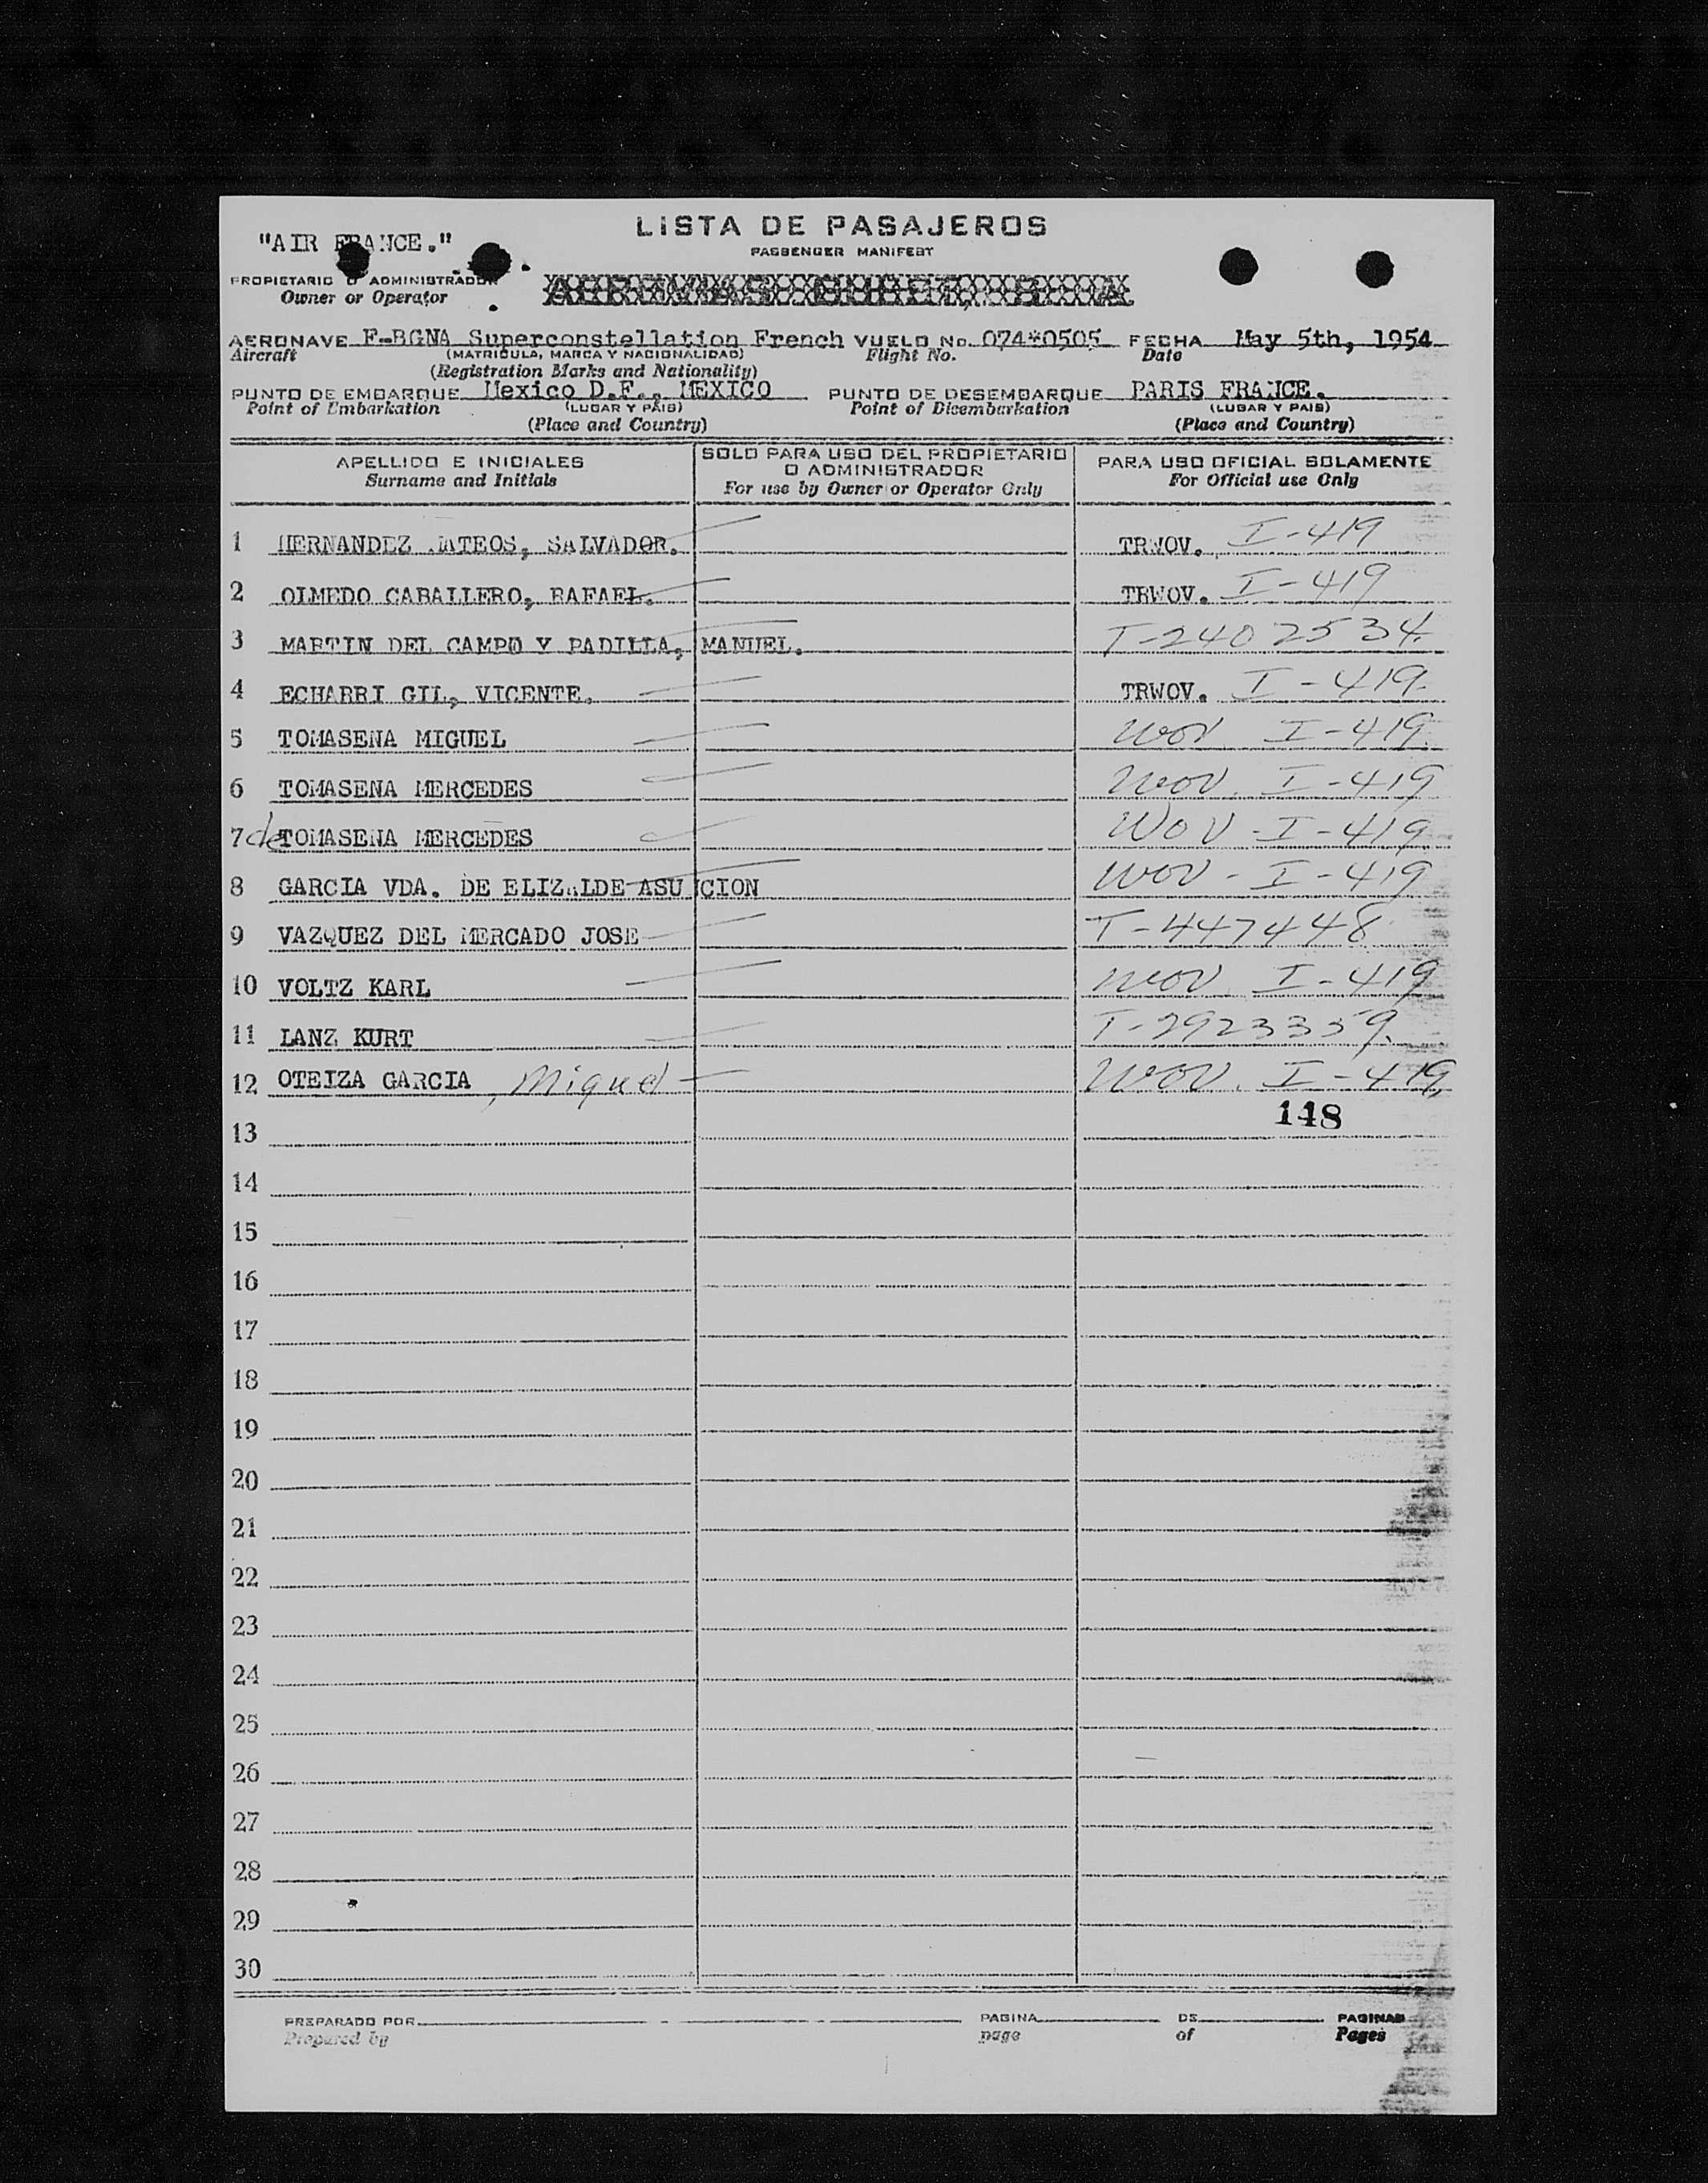 LISTA DE PASAJEROS
PASSENGER MANIFEST
"AIR FRANCE."
PROPIETARIO O ADMINISTRADOR
Owner or Operator
AERONAVE F-BGNA Superconstellation French VUELO No. 074*0505 FECHA May 5th, 1954
Aircraft (MATRICULA, MARCA Y NACIONALIDAD) Flight No. Date
(Registration Marks and Nationality)
PUNTO DE EMBARQUE Mexico D.F., MEXICO PUNTO DE DESEMBARQUE PARIS FRANCE.
Point of Embarkation (LUGAR Y PAIS) Point of Disembarkation (LUGAR Y PAIS)
(Place and Country) (Place and Country)
APELLIDO E INICIALES SOLO PARA USO DEL PROPIETARIO O ADMINISTRADOR PARA USO OFICIAL SOLAMENTE
Surname and Initials For use by Owner or Operator Only For Official use Only
1 HERNANDEZ MATEOS, SALVADOR. TRWOV. I-419
2 OLMEDO CABALLERO, RAFAEL. TRWOV. I-419
3 MARTIN DEL CAMPO Y PADILLA, MANUEL. T-2402534.
4 ECHARRI GIL, VICENTE. TRWOV. I-419.
5 TOMASENA MIGUEL WOV I-419.
6 TOMASENA MERCEDES WOV. I-419
7 de TOMASENA MERCEDES WOV-I-419
8 GARCIA VDA. DE ELIZALDE ASUNCION WOV-I-419
9 VAZQUEZ DEL MERCADO JOSE T-447448
10 VOLTZ KARL WOV I-419
11 LANZ KURT T-2923359.
12 OTEIZA GARCIA, Miguel WOV. I-419
148
13
14
15
16
17
18
19
20
21
22
23
24
25
26
27
28
29
30
PREPARADO POR PAGINA DE PAGINAS
Prepared by page of Pages